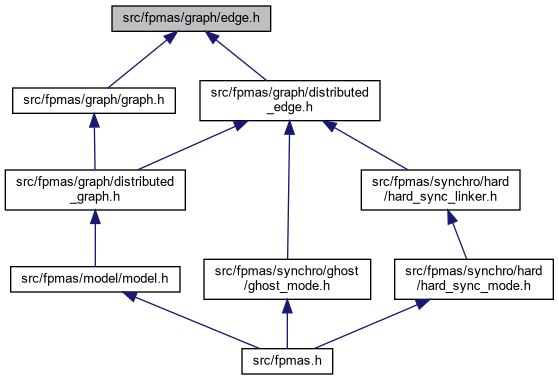 src/fpmas/graph/edge.h
src/fpmas/graph/graph.h
src/fpmas/graph/distributed
_edge.h
src/fpmas/graph/distributed
_graph.h
src/fpmas/synchro/hard
/hard_sync_linker.h
src/fpmas/model/model.h
src/fpmas/synchro/ghost
/ghost_mode.h
src/fpmas/synchro/hard
/hard_sync_mode.h
src/fpmas.h